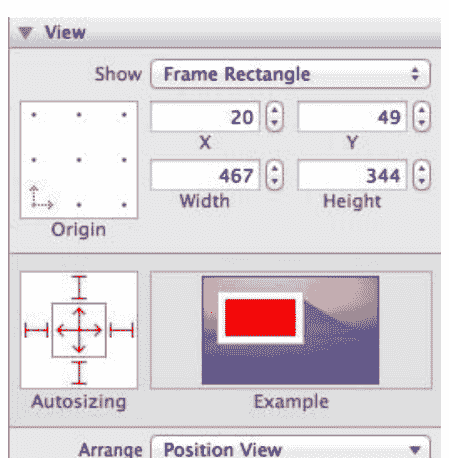 View
Show Frame Rectangle
20 49
X Y
467 344
Width Height
Origin
Autosizing Example
Arrange Position View